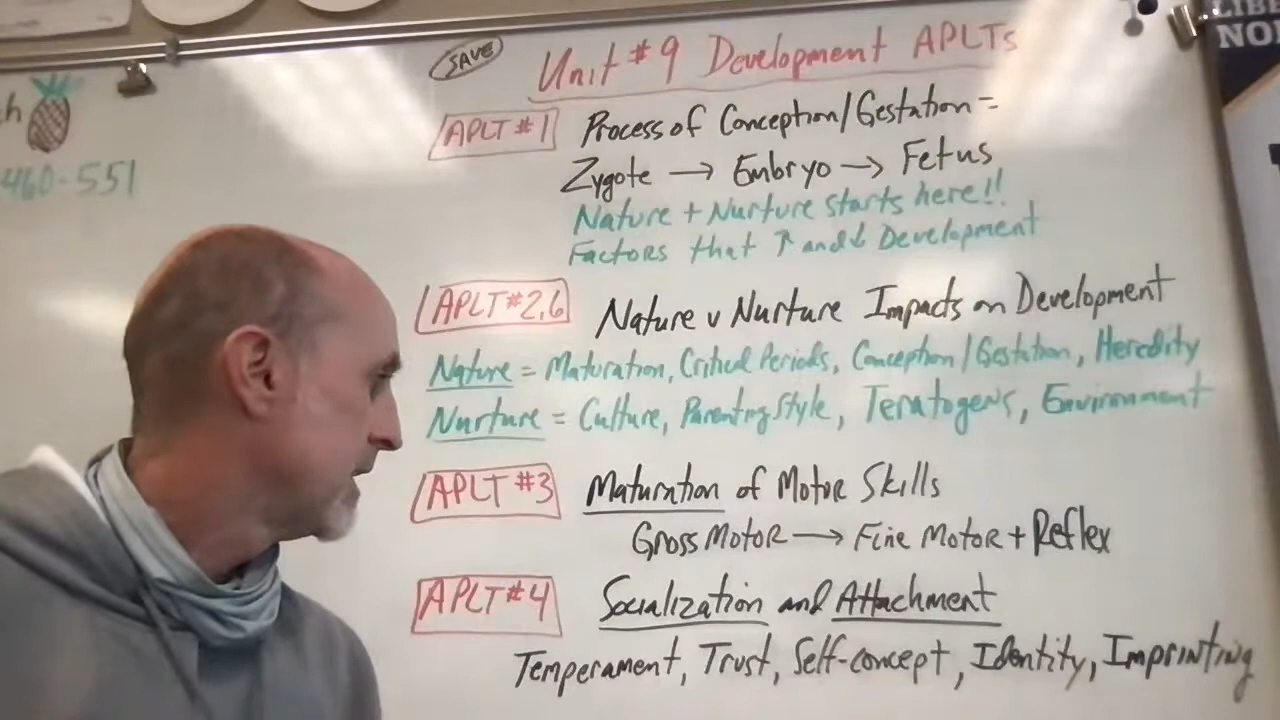 SAVE
Unit #9 Development APLTs
APLT #1 Process of Conception/Gestation =
Zygote → Embryo → Fetus
Nature + Nurture starts here!!
Factors that ↑ and ↓ Development
APLT #2,6 Nature v Nurture Impacts on Development
Nature = Maturation, Critical Periods, Conception/Gestation, Heredity
Nurture = Culture, Parenting Style, Teratogens, Environment
APLT #3 Maturation of Motor Skills
Gross Motor → Fine Motor + Reflex
APLT #4 Socialization and Attachment
Temperament, Trust, Self-concept, Identity, Imprinting
h
460-551